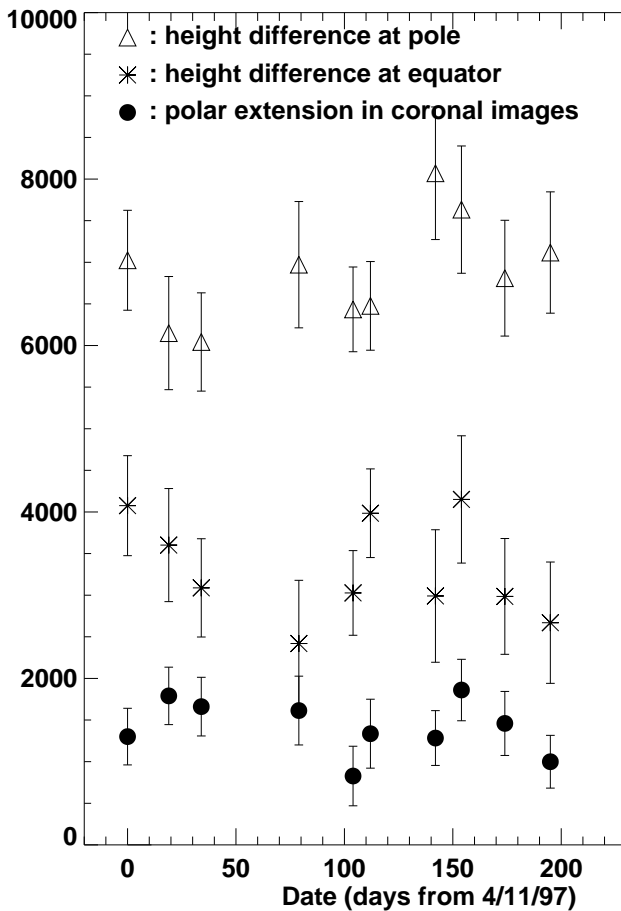 10000
△ : height difference at pole
✳ : height difference at equator
● : polar extension in coronal images
8000
6000
4000
2000
0
0 50 100 150 200
Date (days from 4/11/97)